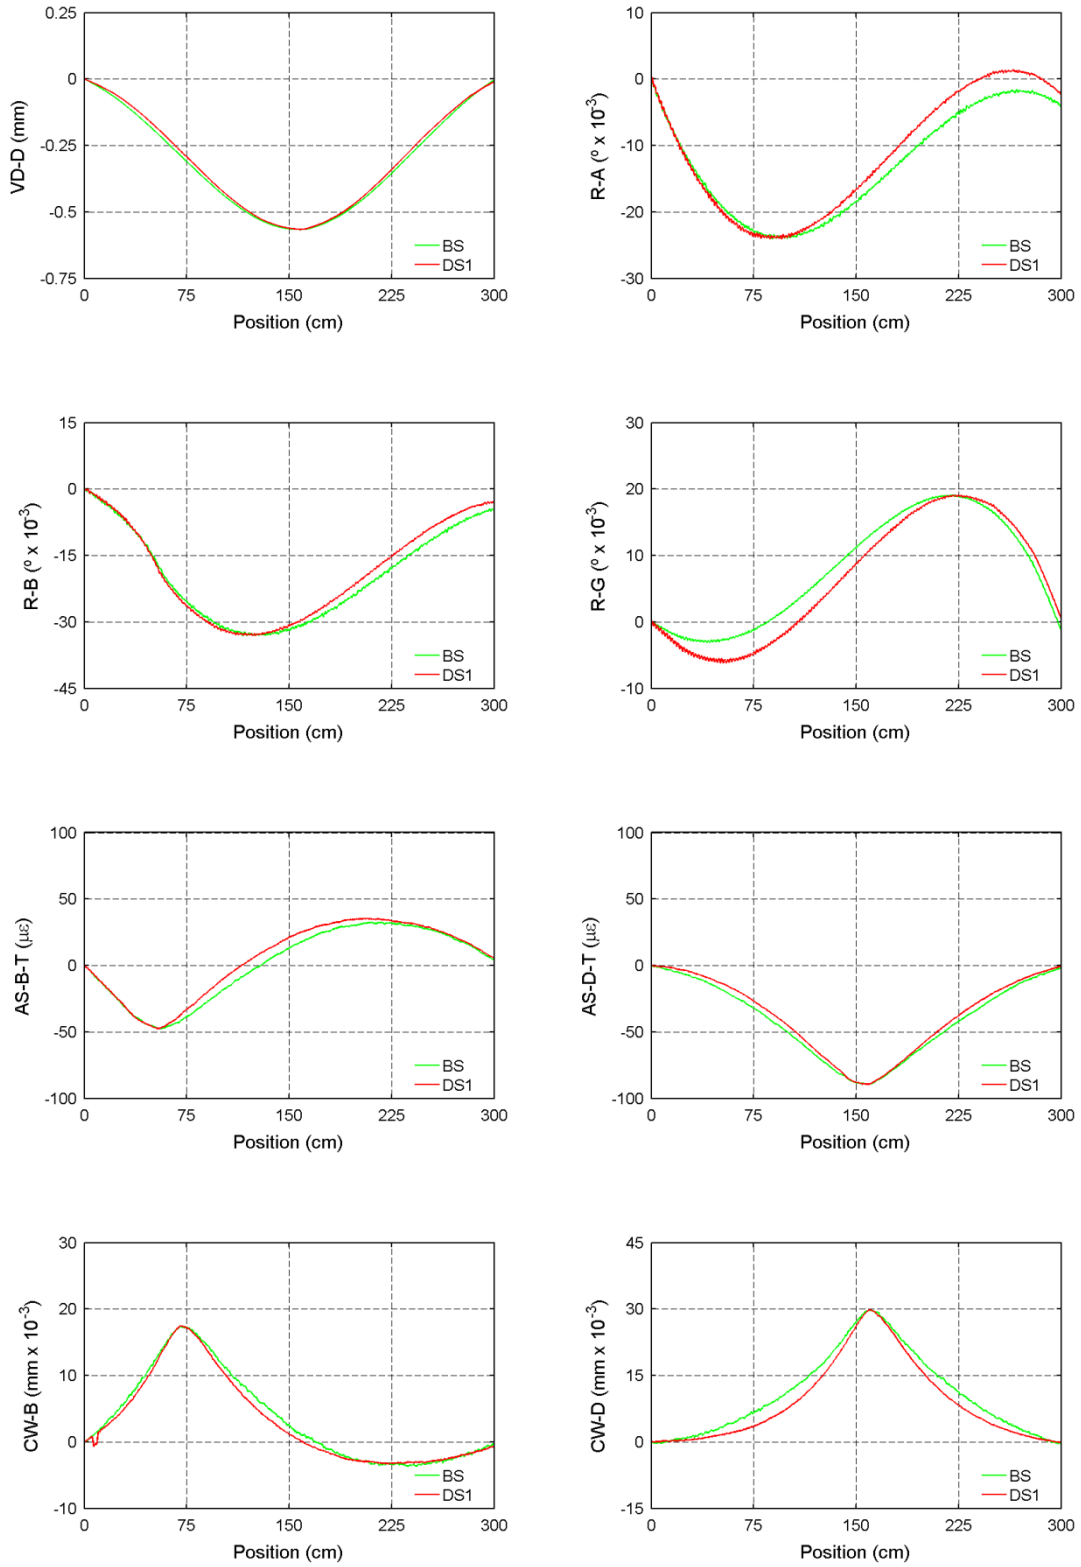 0.25
0
-0.25
-0.5
-0.75
VD-D (mm)
BS
DS1
0 75 150 225 300
Position (cm)
10
0
-10
-20
-30
R-A (º x 10⁻³)
BS
DS1
0 75 150 225 300
Position (cm)
15
0
-15
-30
-45
R-B (º x 10⁻³)
BS
DS1
0 75 150 225 300
Position (cm)
30
20
10
0
-10
R-G (º x 10⁻³)
BS
DS1
0 75 150 225 300
Position (cm)
100
50
0
-50
-100
AS-B-T (με)
BS
DS1
0 75 150 225 300
Position (cm)
100
50
0
-50
-100
AS-D-T (με)
BS
DS1
0 75 150 225 300
Position (cm)
30
20
10
0
-10
CW-B (mm x 10⁻³)
BS
DS1
0 75 150 225 300
Position (cm)
45
30
15
0
-15
CW-D (mm x 10⁻³)
BS
DS1
0 75 150 225 300
Position (cm)